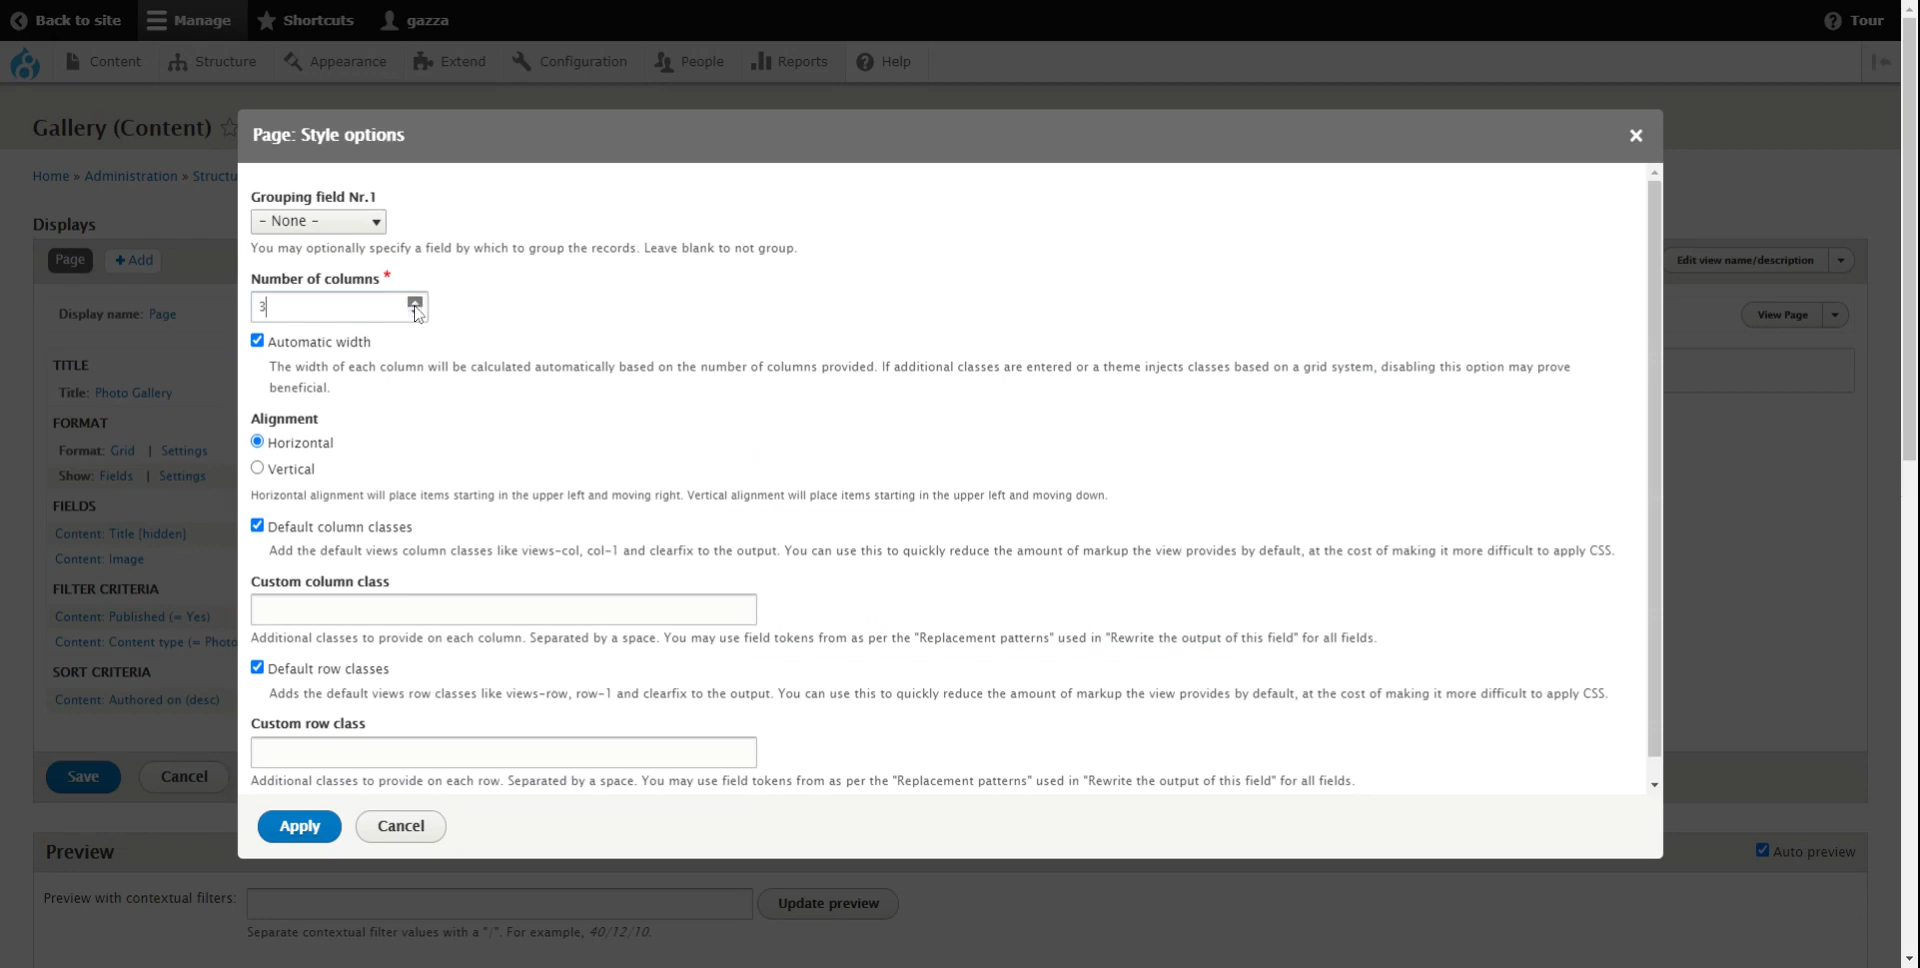 Back to site
Manage
Shortcuts
gazza
Tour
Content
Structure
Appearance
Extend
Configuration
People
Reports
Help
Gallery (Content)
Home » Administration » Structu
Displays
Page
+ Add
Edit view name/description
Display name: Page
View Page
TITLE
Title: Photo Gallery
FORMAT
Format: Grid | Settings
Show: Fields | Settings
FIELDS
Content: Title [hidden]
Content: Image
FILTER CRITERIA
Content: Published (= Yes)
Content: Content type (= Photo
SORT CRITERIA
Content: Authored on (desc)
Save
Cancel
Page: Style options
Grouping field Nr.1
- None -
You may optionally specify a field by which to group the records. Leave blank to not group.
Number of columns *
3
Automatic width
The width of each column will be calculated automatically based on the number of columns provided. If additional classes are entered or a theme injects classes based on a grid system, disabling this option may prove
beneficial.
Alignment
Horizontal
Vertical
Horizontal alignment will place items starting in the upper left and moving right. Vertical alignment will place items starting in the upper left and moving down.
Default column classes
Add the default views column classes like views-col, col-1 and clearfix to the output. You can use this to quickly reduce the amount of markup the view provides by default, at the cost of making it more difficult to apply CSS.
Custom column class
Additional classes to provide on each column. Separated by a space. You may use field tokens from as per the "Replacement patterns" used in "Rewrite the output of this field" for all fields.
Default row classes
Adds the default views row classes like views-row, row-1 and clearfix to the output. You can use this to quickly reduce the amount of markup the view provides by default, at the cost of making it more difficult to apply CSS.
Custom row class
Additional classes to provide on each row. Separated by a space. You may use field tokens from as per the "Replacement patterns" used in "Rewrite the output of this field" for all fields.
Apply
Cancel
Preview
Auto preview
Preview with contextual filters:
Update preview
Separate contextual filter values with a "/". For example, 40/12/10.